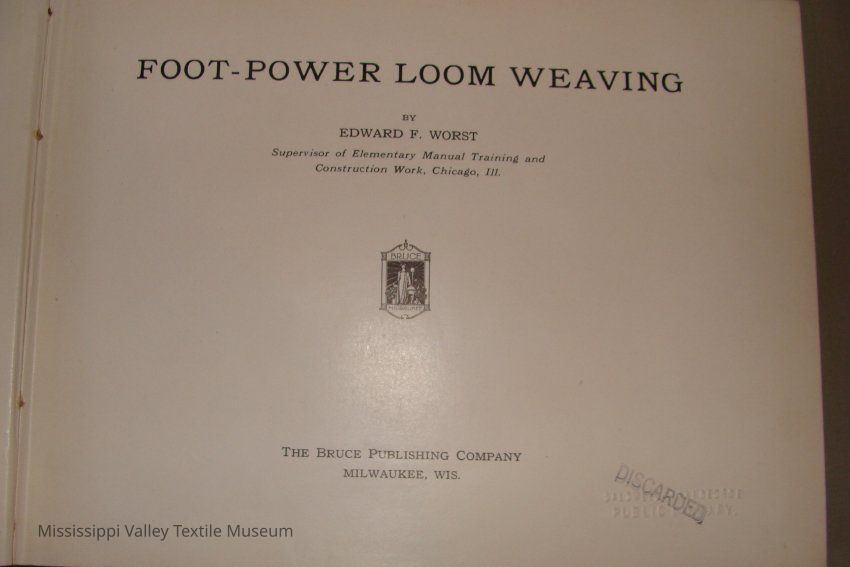 FOOT-POWER LOOM WEAVING
BY
EDWARD F. WORST
Supervisor of Elementary Manual Training and
Construction Work, Chicago, Ill.
BRUCE
MILWAUKEE
THE BRUCE PUBLISHING COMPANY
MILWAUKEE, WIS.
DISCARDED
PUBLIC
Mississippi Valley Textile Museum